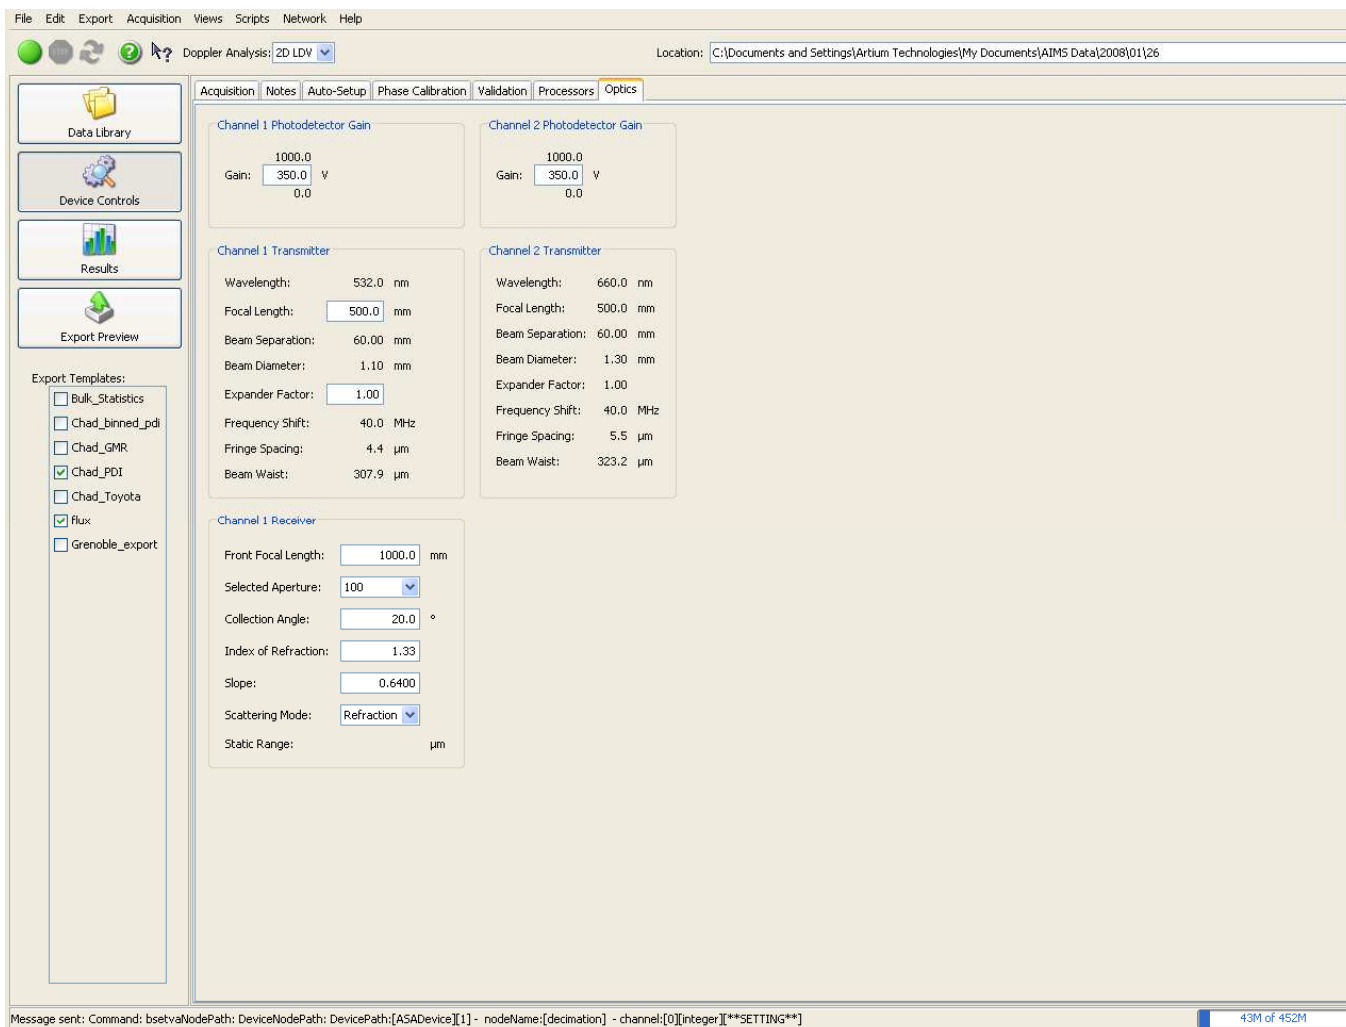 File Edit Export Acquisition Views Scripts Network Help
Doppler Analysis: 2D LDV Location: C:\Documents and Settings\Artium Technologies\My Documents\AIMS Data\2008\01\26
Data Library
Device Controls
Results
Export Preview
Export Templates:
Bulk_Statistics
Chad_binned_pdi
Chad_GMR
Chad_PDI
Chad_Toyota
flux
Grenoble_export
Acquisition Notes Auto-Setup Phase Calibration Validation Processors Optics
Channel 1 Photodetector Gain
1000.0
Gain: 350.0 V
0.0
Channel 2 Photodetector Gain
1000.0
Gain: 350.0 V
0.0
Channel 1 Transmitter
Wavelength: 532.0 nm
Focal Length: 500.0 mm
Beam Separation: 60.00 mm
Beam Diameter: 1.10 mm
Expander Factor: 1.00
Frequency Shift: 40.0 MHz
Fringe Spacing: 4.4 µm
Beam Waist: 307.9 µm
Channel 2 Transmitter
Wavelength: 660.0 nm
Focal Length: 500.0 mm
Beam Separation: 60.00 mm
Beam Diameter: 1.30 mm
Expander Factor: 1.00
Frequency Shift: 40.0 MHz
Fringe Spacing: 5.5 µm
Beam Waist: 323.2 µm
Channel 1 Receiver
Front Focal Length: 1000.0 mm
Selected Aperture: 100
Collection Angle: 20.0 °
Index of Refraction: 1.33
Slope: 0.6400
Scattering Mode: Refraction
Static Range: µm
Message sent: Command: bsetvaNodePath: DeviceNodePath: DevicePath:[ASADevice][1] - nodeName:[decimation] - channel:[0][integer][**SETTING**] 43M of 452M